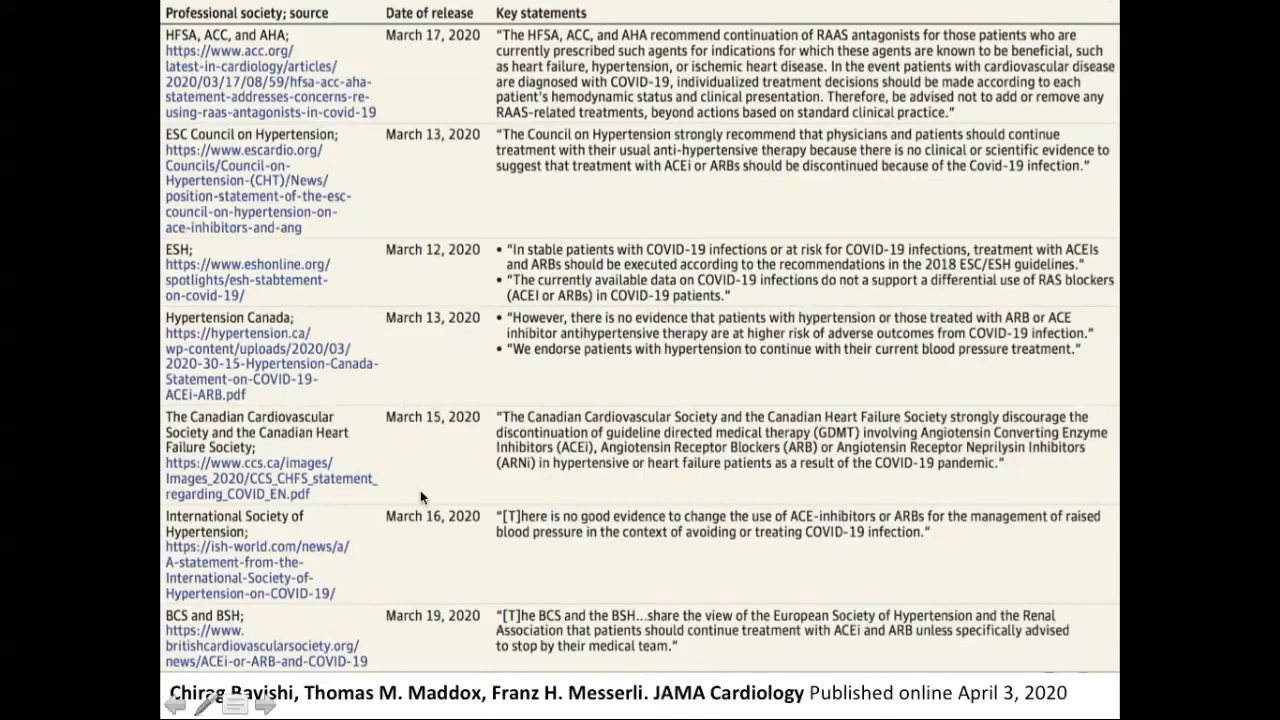 Professional society; source Date of release Key statements
HFSA, ACC, and AHA; March 17, 2020 “The HFSA, ACC, and AHA recommend continuation of RAAS antagonists for those patients who are
https://www.acc.org/ currently prescribed such agents for indications for which these agents are known to be beneficial, such
latest-in-cardiology/articles/ as heart failure, hypertension, or ischemic heart disease. In the event patients with cardiovascular disease
2020/03/17/08/59/hfsa-acc-aha- are diagnosed with COVID-19, individualized treatment decisions should be made according to each
statement-addresses-concerns-re- patient's hemodynamic status and clinical presentation. Therefore, be advised not to add or remove any
using-raas-antagonists-in-covid-19 RAAS-related treatments, beyond actions based on standard clinical practice.”
ESC Council on Hypertension; March 13, 2020 “The Council on Hypertension strongly recommend that physicians and patients should continue
https://www.escardio.org/ treatment with their usual anti-hypertensive therapy because there is no clinical or scientific evidence to
Councils/Council-on- suggest that treatment with ACEi or ARBs should be discontinued because of the Covid-19 infection.”
Hypertension-(CHT)/News/
position-statement-of-the-esc-
council-on-hypertension-on-
ace-inhibitors-and-ang
ESH; March 12, 2020 • “In stable patients with COVID-19 infections or at risk for COVID-19 infections, treatment with ACEIs
https://www.eshonline.org/ and ARBs should be executed according to the recommendations in the 2018 ESC/ESH guidelines.”
spotlights/esh-stabtement- • “The currently available data on COVID-19 infections do not a support a differential use of RAS blockers
on-covid-19/ (ACEI or ARBs) in COVID-19 patients.”
Hypertension Canada; March 13, 2020 • “However, there is no evidence that patients with hypertension or those treated with ARB or ACE
https://hypertension.ca/ inhibitor antihypertensive therapy are at higher risk of adverse outcomes from COVID-19 infection.”
wp-content/uploads/2020/03/ • “We endorse patients with hypertension to continue with their current blood pressure treatment.”
2020-30-15-Hypertension-Canada-
Statement-on-COVID-19-
ACEi-ARB.pdf
The Canadian Cardiovascular March 15, 2020 “The Canadian Cardiovascular Society and the Canadian Heart Failure Society strongly discourage the
Society and the Canadian Heart discontinuation of guideline directed medical therapy (GDMT) involving Angiotensin Converting Enzyme
Failure Society; Inhibitors (ACEi), Angiotensin Receptor Blockers (ARB) or Angiotensin Receptor Neprilysin Inhibitors
https://www.ccs.ca/images/ (ARNi) in hypertensive or heart failure patients as a result of the COVID-19 pandemic.”
Images_2020/CCS_CHFS_statement_
regarding_COVID_EN.pdf
International Society of March 16, 2020 “[T]here is no good evidence to change the use of ACE-inhibitors or ARBs for the management of raised
Hypertension; blood pressure in the context of avoiding or treating COVID-19 infection.”
https://ish-world.com/news/a/
A-statement-from-the-
International-Society-of-
Hypertension-on-COVID-19/
BCS and BSH; March 19, 2020 “[T]he BCS and the BSH...share the view of the European Society of Hypertension and the Renal
https://www. Association that patients should continue treatment with ACEi and ARB unless specifically advised
britishcardiovascularsociety.org/ to stop by their medical team.”
news/ACEi-or-ARB-and-COVID-19
Chirag Bavishi, Thomas M. Maddox, Franz H. Messerli. JAMA Cardiology Published online April 3, 2020